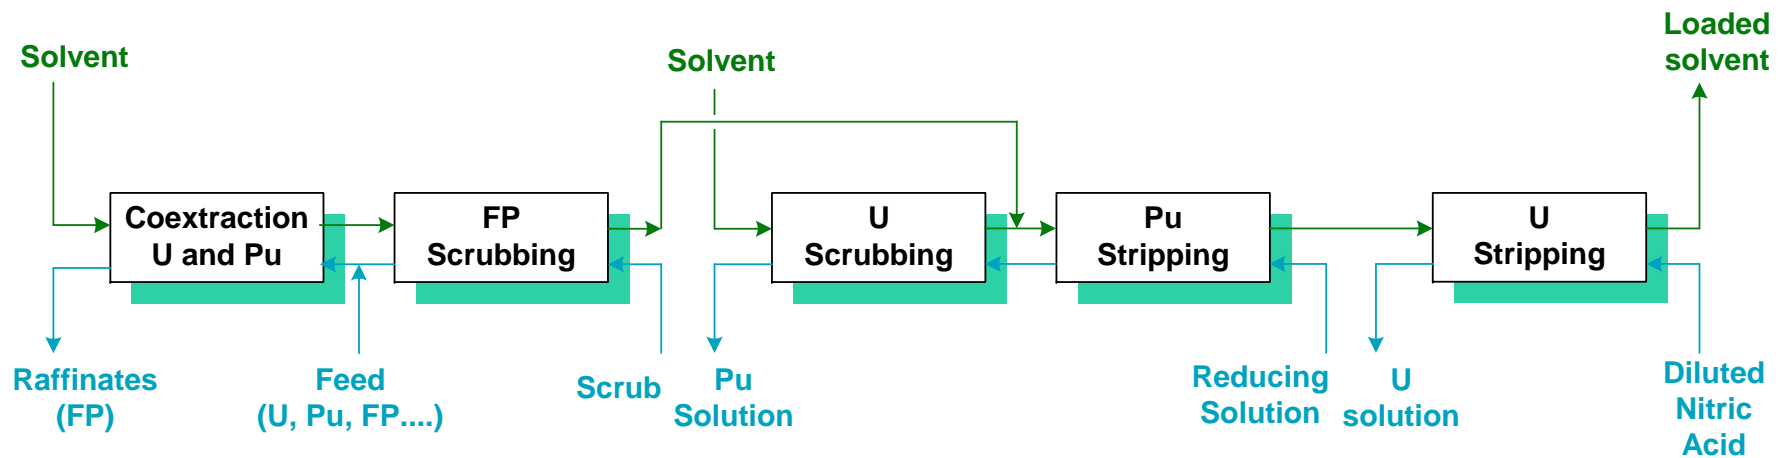 Solvent
Solvent
Loaded
solvent
Coextraction
U and Pu
FP
Scrubbing
U
Scrubbing
Pu
Stripping
U
Stripping
Raffinates
(FP)
Feed
(U, Pu, FP....)
Scrub
Pu
Solution
Reducing
Solution
U
solution
Diluted
Nitric
Acid